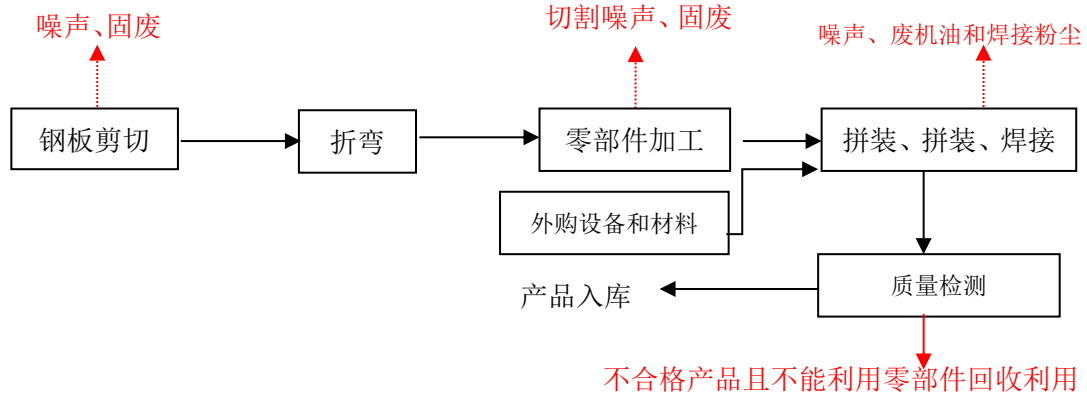 噪声、固废
切割噪声、固废
噪声、废机油和焊接粉尘
钢板剪切
折弯
零部件加工
拼装、拼装、焊接
外购设备和材料
质量检测
产品入库
不合格产品且不能利用零部件回收利用